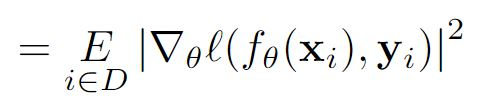 = E_{i∈D} |∇_θ ℓ(f_θ(𝐱_i), 𝐲_i)|²